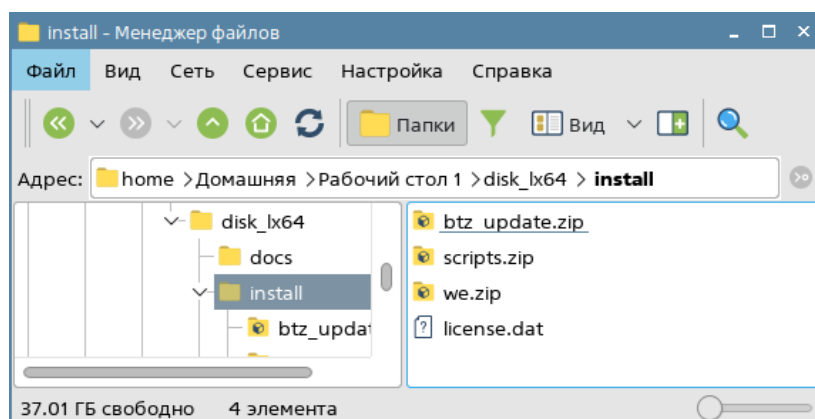 install – Менеджер файлов
Файл Вид Сеть Сервис Настройка Справка
Папки Вид
Адрес: home > Домашняя > Рабочий стол 1 > disk_lx64 > install
disk_lx64
docs
install
btz_updat
btz_update.zip
scripts.zip
we.zip
license.dat
37.01 ГБ свободно 4 элемента